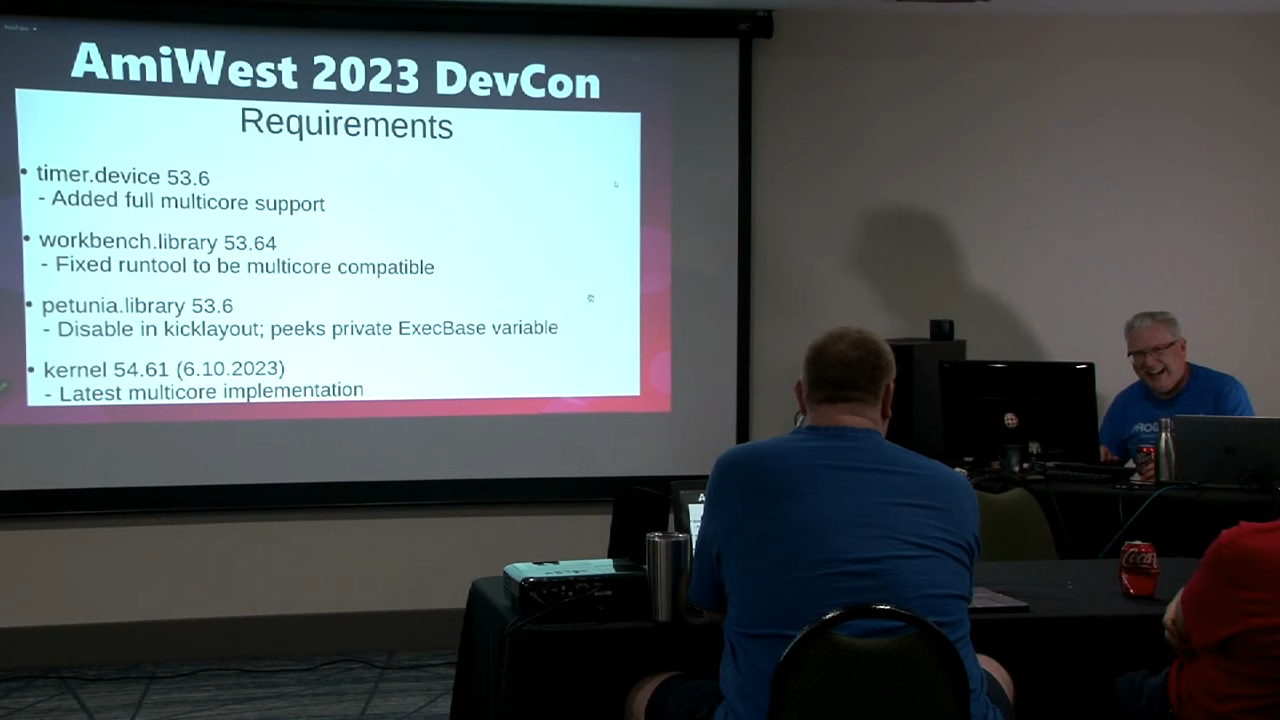 YouTube
AmiWest 2023 DevCon
Requirements
• timer.device 53.6
- Added full multicore support
• workbench.library 53.64
- Fixed runtool to be multicore compatible
• petunia.library 53.6
- Disable in kicklayout; peeks private ExecBase variable
• kernel 54.61 (6.10.2023)
- Latest multicore implementation
Coca